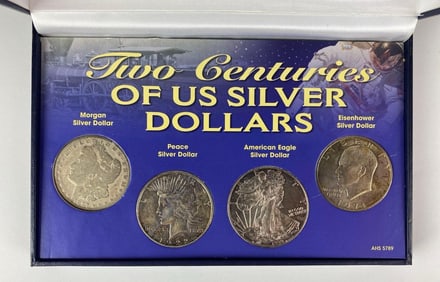 Two Centuries
OF US SILVER
DOLLARS
Morgan
Silver Dollar
Peace
Silver Dollar
American Eagle
Silver Dollar
Eisenhower
Silver Dollar
AHS 5789